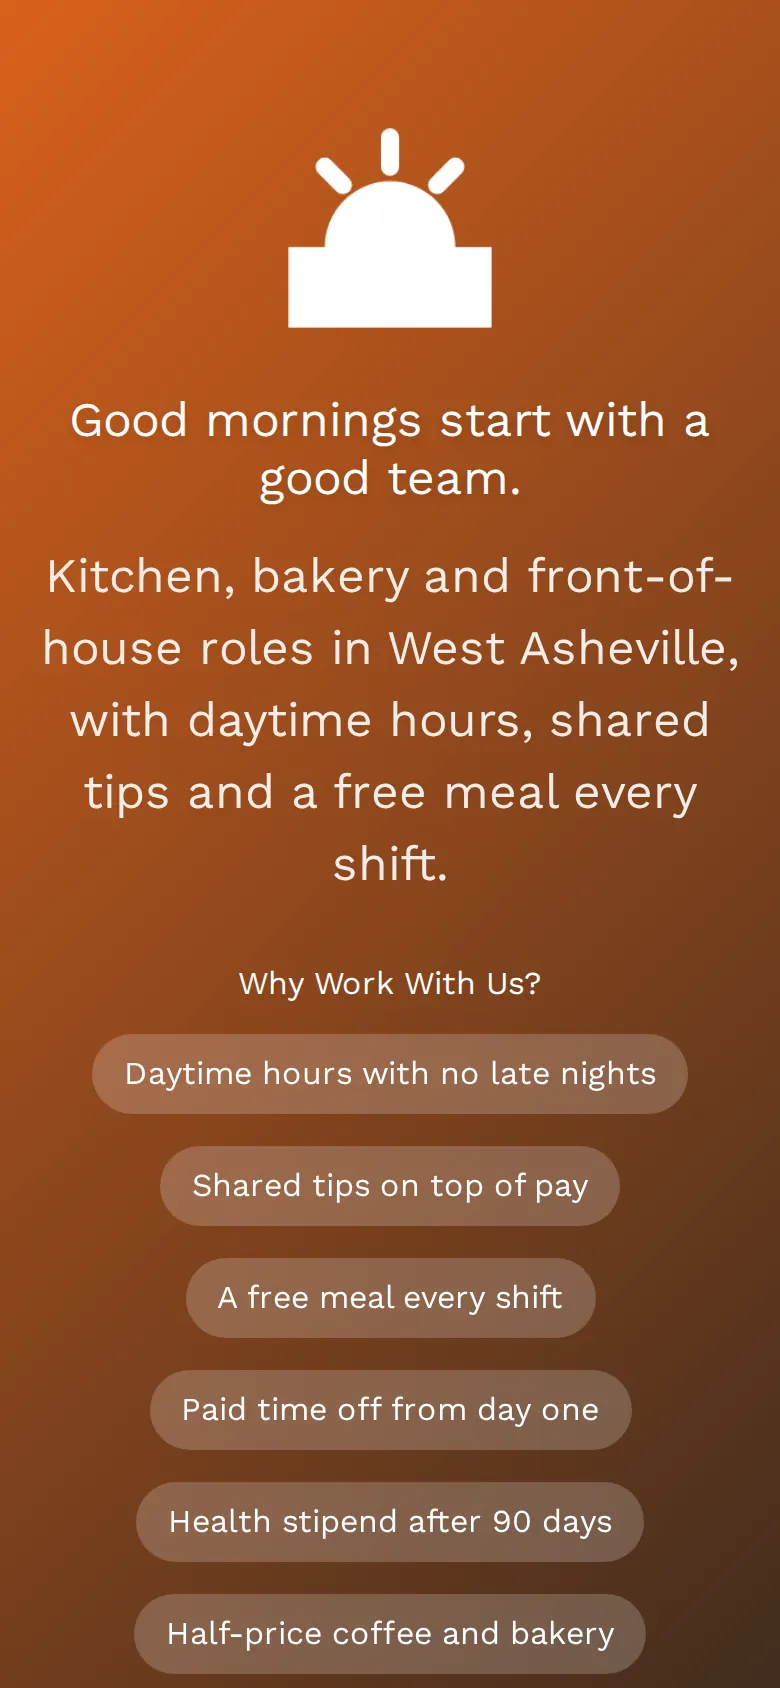 Good mornings start with a
good team.
Kitchen, bakery and front-of-
house roles in West Asheville,
with daytime hours, shared
tips and a free meal every
shift.
Why Work With Us?
Daytime hours with no late nights
Shared tips on top of pay
A free meal every shift
Paid time off from day one
Health stipend after 90 days
Half-price coffee and bakery